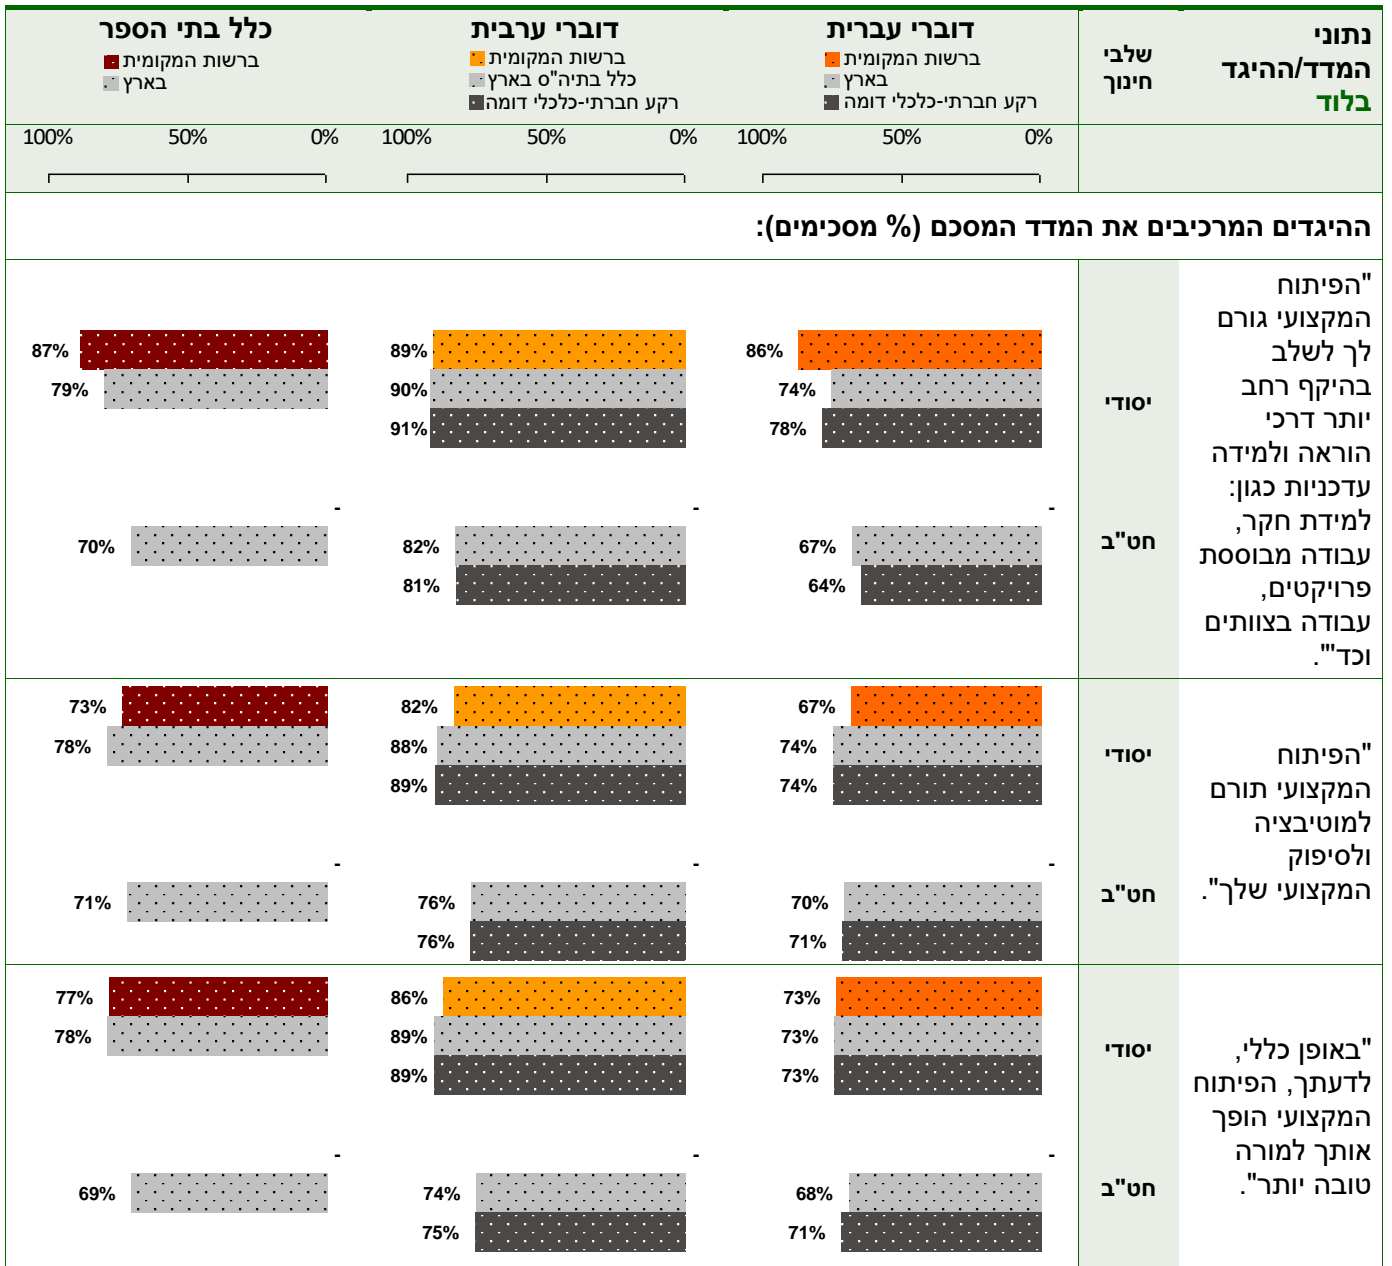 נתוני
המדד/ההיגד
בלוד
שלבי
חינוך
דוברי עברית
ברשות המקומית
בארץ
רקע חברתי-כלכלי דומה
דוברי ערבית
ברשות המקומית
כלל בתיה"ס בארץ
רקע חברתי-כלכלי דומה
כלל בתי הספר
ברשות המקומית
בארץ
0% 50% 100%
0% 50% 100%
0% 50% 100%
ההיגדים המרכיבים את המדד המסכם (% מסכימים):
"הפיתוח
המקצועי גורם
לך לשלב
בהיקף רחב
יותר דרכי
הוראה ולמידה
עדכניות כגון:
למידת חקר,
עבודה מבוססת
פרויקטים,
עבודה בצוותים
וכד'".
יסודי
86%
74%
78%
89%
90%
91%
87%
79%
חט"ב
-
67%
64%
-
82%
81%
-
70%
"הפיתוח
המקצועי תורם
למוטיבציה
ולסיפוק
המקצועי שלך".
יסודי
67%
74%
74%
82%
88%
89%
73%
78%
חט"ב
-
70%
71%
-
76%
76%
-
71%
"באופן כללי,
לדעתך, הפיתוח
המקצועי הופך
אותך למורה
טובה יותר".
יסודי
73%
73%
73%
86%
89%
89%
77%
78%
חט"ב
-
68%
71%
-
74%
75%
-
69%